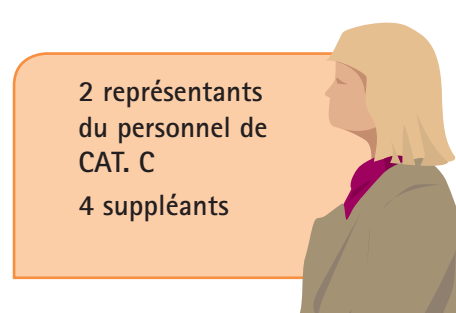 2 représentants
du personnel de
CAT. C
4 suppléants